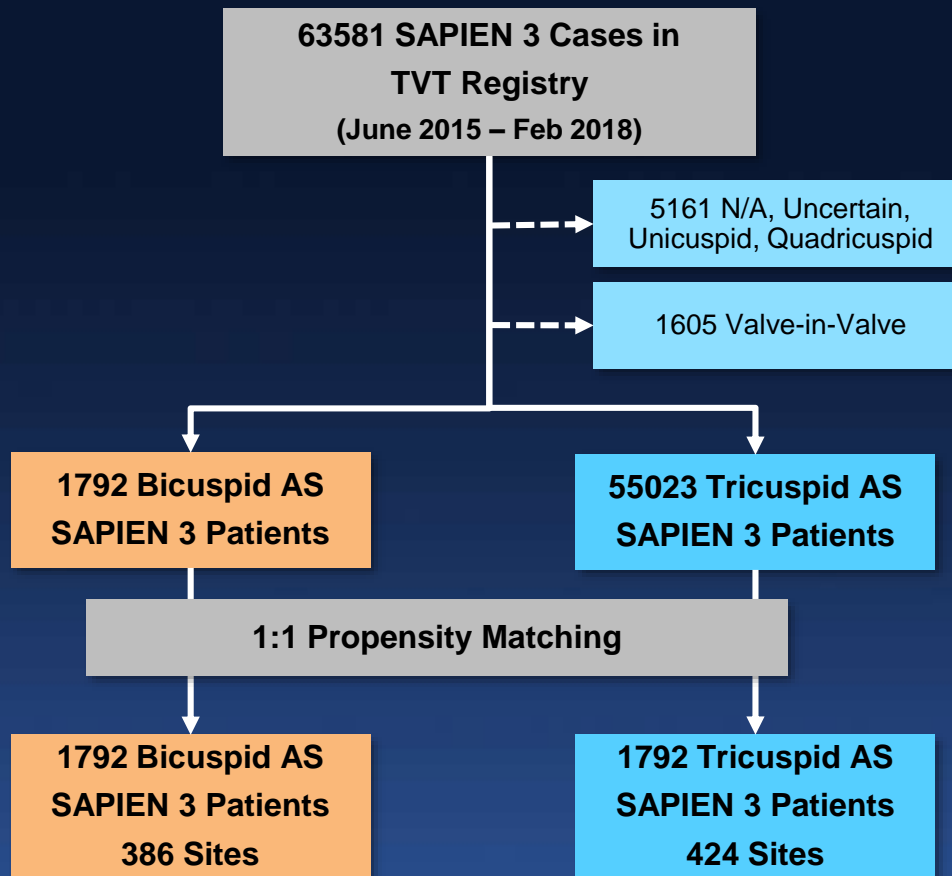 63581 SAPIEN 3 Cases in
TVT Registry
(June 2015 – Feb 2018)
5161 N/A, Uncertain,
Unicuspid, Quadricuspid
1605 Valve-in-Valve
1792 Bicuspid AS
SAPIEN 3 Patients
55023 Tricuspid AS
SAPIEN 3 Patients
1:1 Propensity Matching
1792 Bicuspid AS
SAPIEN 3 Patients
386 Sites
1792 Tricuspid AS
SAPIEN 3 Patients
424 Sites